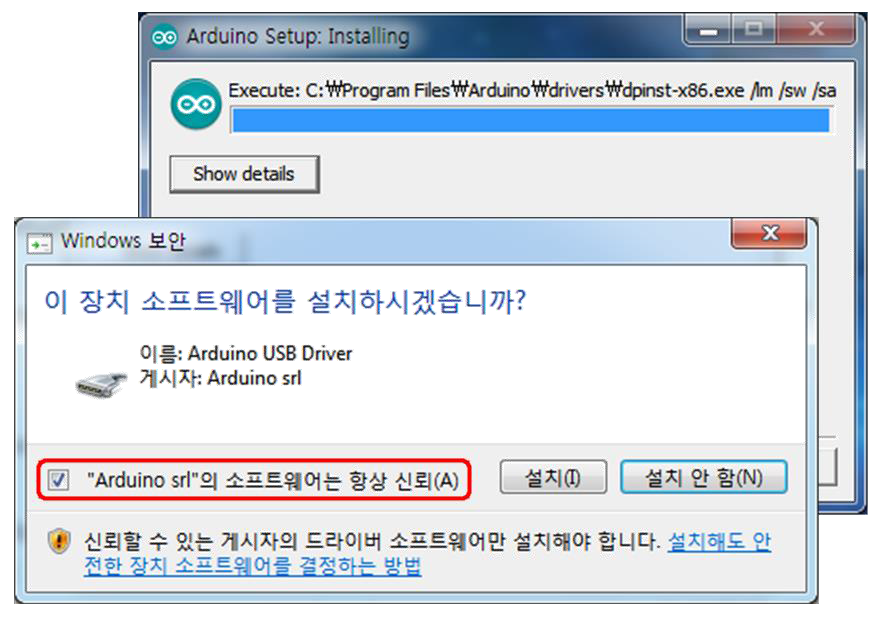 Arduino Setup: Installing
Execute: C:₩Program Files₩Arduino₩drivers₩dpinst-x86.exe /lm /sw /sa
Show details
Windows 보안
이 장치 소프트웨어를 설치하시겠습니까?
이름: Arduino USB Driver
게시자: Arduino srl
"Arduino srl"의 소프트웨어는 항상 신뢰(A)
설치(I)
설치 안 함(N)
신뢰할 수 있는 게시자의 드라이버 소프트웨어만 설치해야 합니다. 설치해도 안
전한 장치 소프트웨어를 결정하는 방법